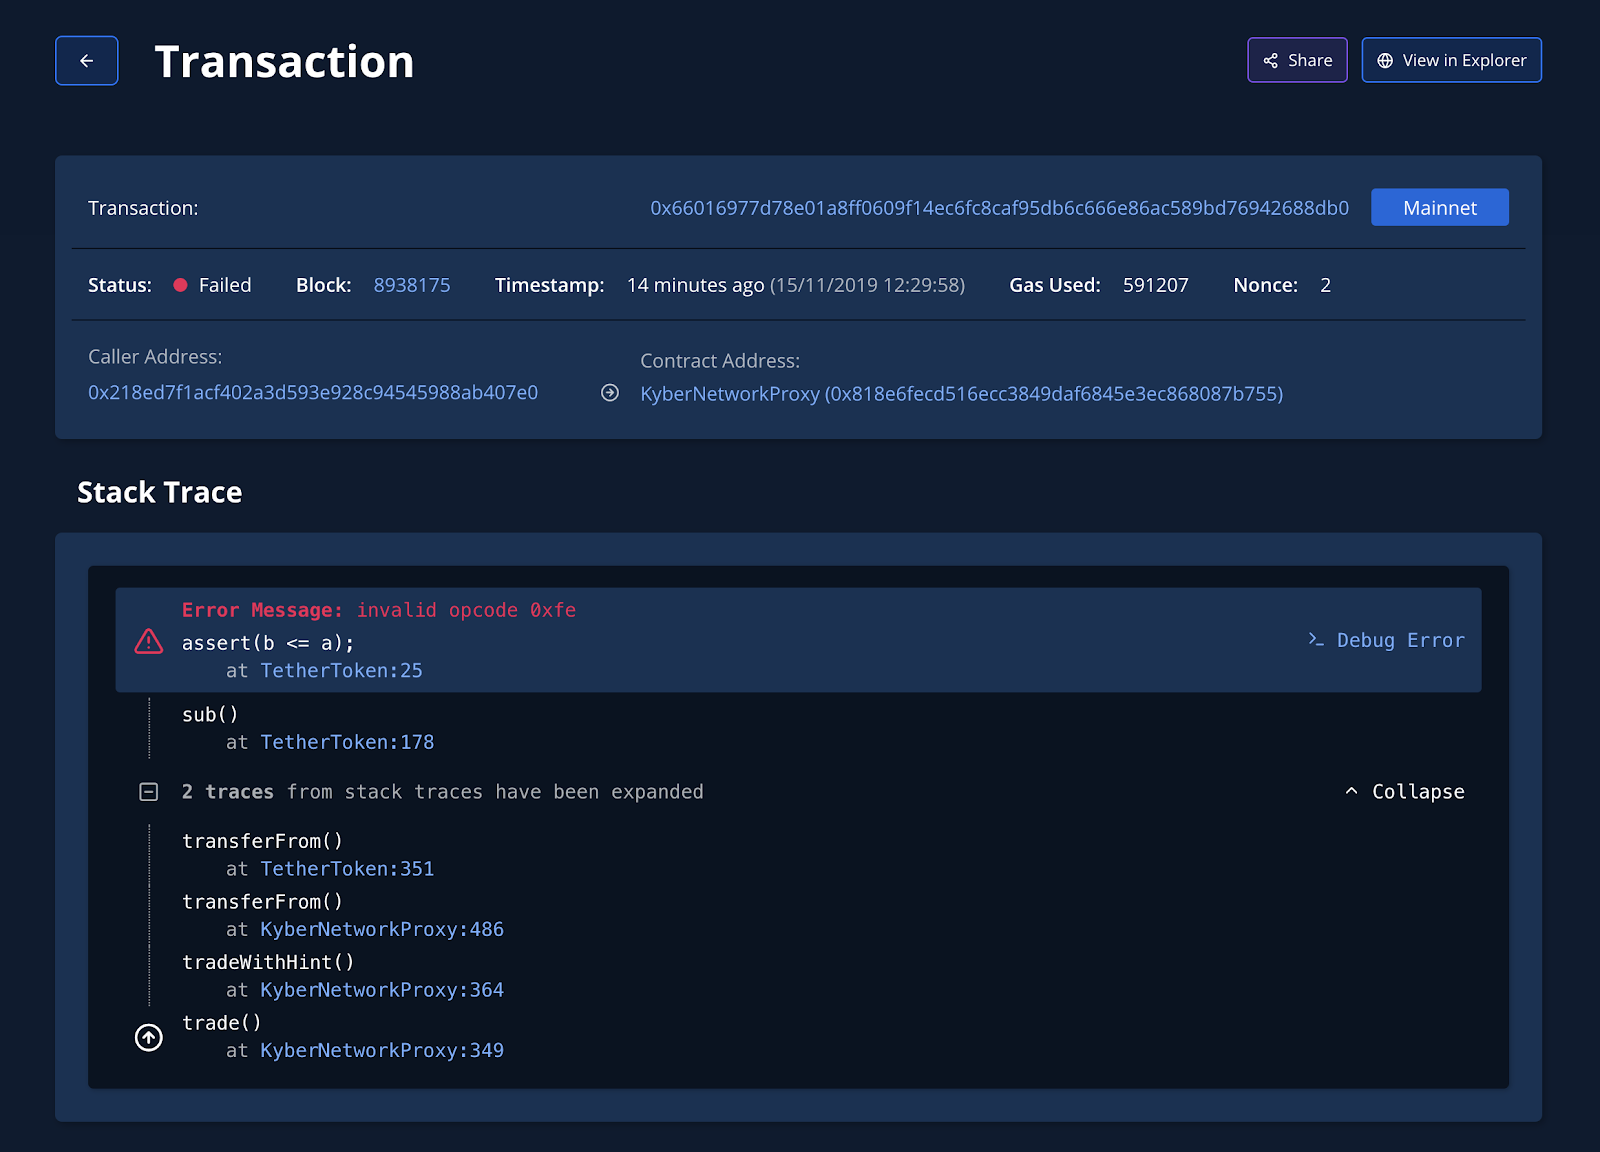 Transaction
Share
View in Explorer
Transaction: 0x66016977d78e01a8ff0609f14ec6fc8caf95db6c666e86ac589bd76942688db0 Mainnet
Status: Failed Block: 8938175 Timestamp: 14 minutes ago (15/11/2019 12:29:58) Gas Used: 591207 Nonce: 2
Caller Address:
0x218ed7f1acf402a3d593e928c94545988ab407e0
Contract Address:
KyberNetworkProxy (0x818e6fecd516ecc3849daf6845e3ec868087b755)
Stack Trace
Error Message: invalid opcode 0xfe
assert(b <= a);
at TetherToken:25
>_ Debug Error
sub()
at TetherToken:178
2 traces from stack traces have been expanded
Collapse
transferFrom()
at TetherToken:351
transferFrom()
at KyberNetworkProxy:486
tradeWithHint()
at KyberNetworkProxy:364
trade()
at KyberNetworkProxy:349